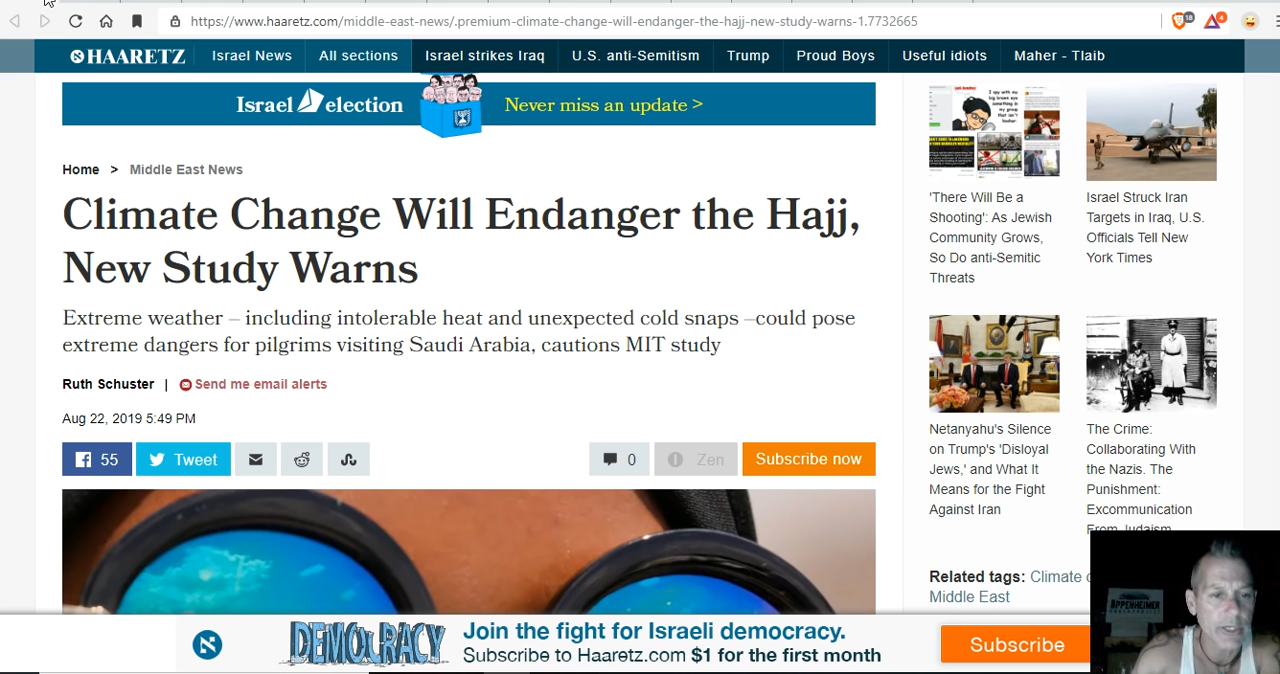 https://www.haaretz.com/middle-east-news/.premium-climate-change-will-endanger-the-hajj-new-study-warns-1.7732665
18
4
HAARETZ
Israel News
All sections
Israel strikes Iraq
U.S. anti-Semitism
Trump
Proud Boys
Useful idiots
Maher - Tlaib
Israel election
Never miss an update >
Home > Middle East News
Climate Change Will Endanger the Hajj,
New Study Warns
Extreme weather – including intolerable heat and unexpected cold snaps –could pose
extreme dangers for pilgrims visiting Saudi Arabia, cautions MIT study
Ruth Schuster | Send me email alerts
Aug 22, 2019 5:49 PM
55
Tweet
0
Zen
Subscribe now
'There Will Be a
Shooting': As Jewish
Community Grows,
So Do anti-Semitic
Threats
Israel Struck Iran
Targets in Iraq, U.S.
Officials Tell New
York Times
Netanyahu's Silence
on Trump's 'Disloyal
Jews,' and What It
Means for the Fight
Against Iran
The Crime:
Collaborating With
the Nazis. The
Punishment:
Excommunication
From Judaism
Related tags: Climate
Middle East
OPPENHEIMER
DEMOCRACY
Join the fight for Israeli democracy.
Subscribe to Haaretz.com $1 for the first month
Subscribe